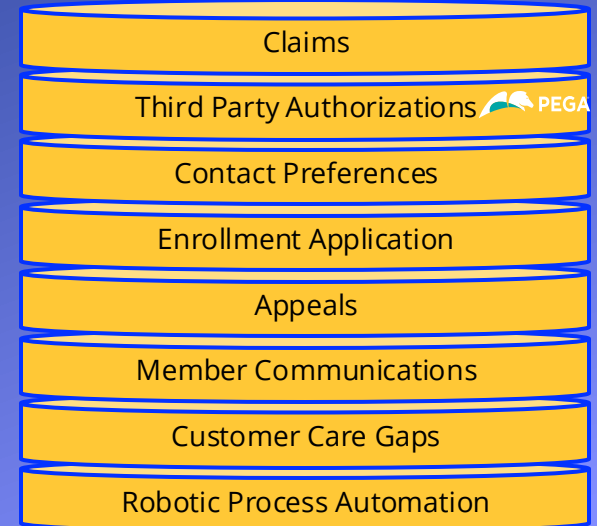 Claims
Third Party Authorizations PEGA
Contact Preferences
Enrollment Application
Appeals
Member Communications
Customer Care Gaps
Robotic Process Automation